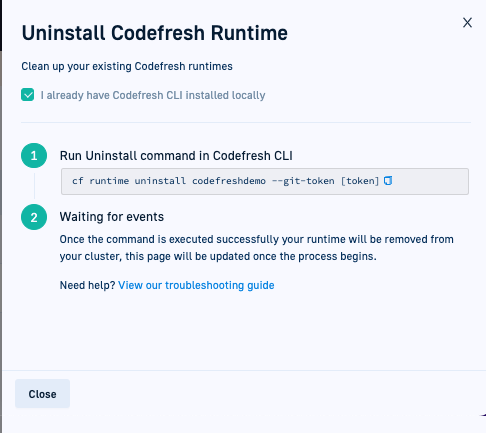 Uninstall Codefresh Runtime
Clean up your existing Codefresh runtimes
I already have Codefresh CLI installed locally
1 Run Uninstall command in Codefresh CLI
cf runtime uninstall codefreshdemo --git-token [token]
2 Waiting for events
Once the command is executed successfully your runtime will be removed from
your cluster, this page will be updated once the process begins.
Need help? View our troubleshooting guide
Close